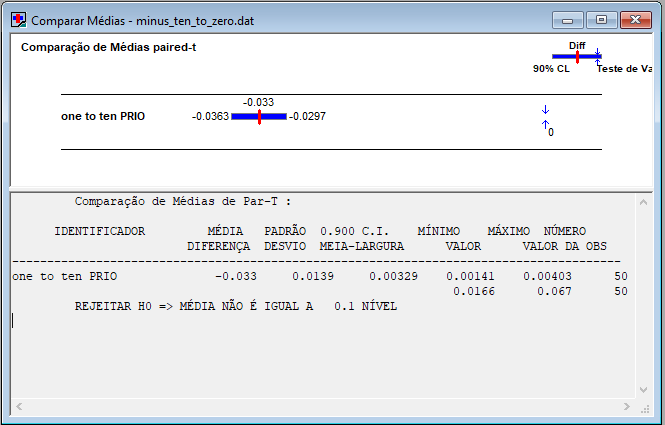 Comparar Médias - minus_ten_to_zero.dat
Comparação de Médias paired-t
Diff
90% CL Teste de Va
-0.033
one to ten PRIO -0.0363 -0.0297
0
Comparação de Médias de Par-T :
IDENTIFICADOR MÉDIA PADRÃO 0.900 C.I. MÍNIMO MÁXIMO NÚMERO
DIFERENÇA DESVIO MEIA-LARGURA VALOR VALOR DA OBS
one to ten PRIO -0.033 0.0139 0.00329 0.00141 0.00403 50
0.0166 0.067 50
REJEITAR H0 => MÉDIA NÃO É IGUAL A 0.1 NÍVEL